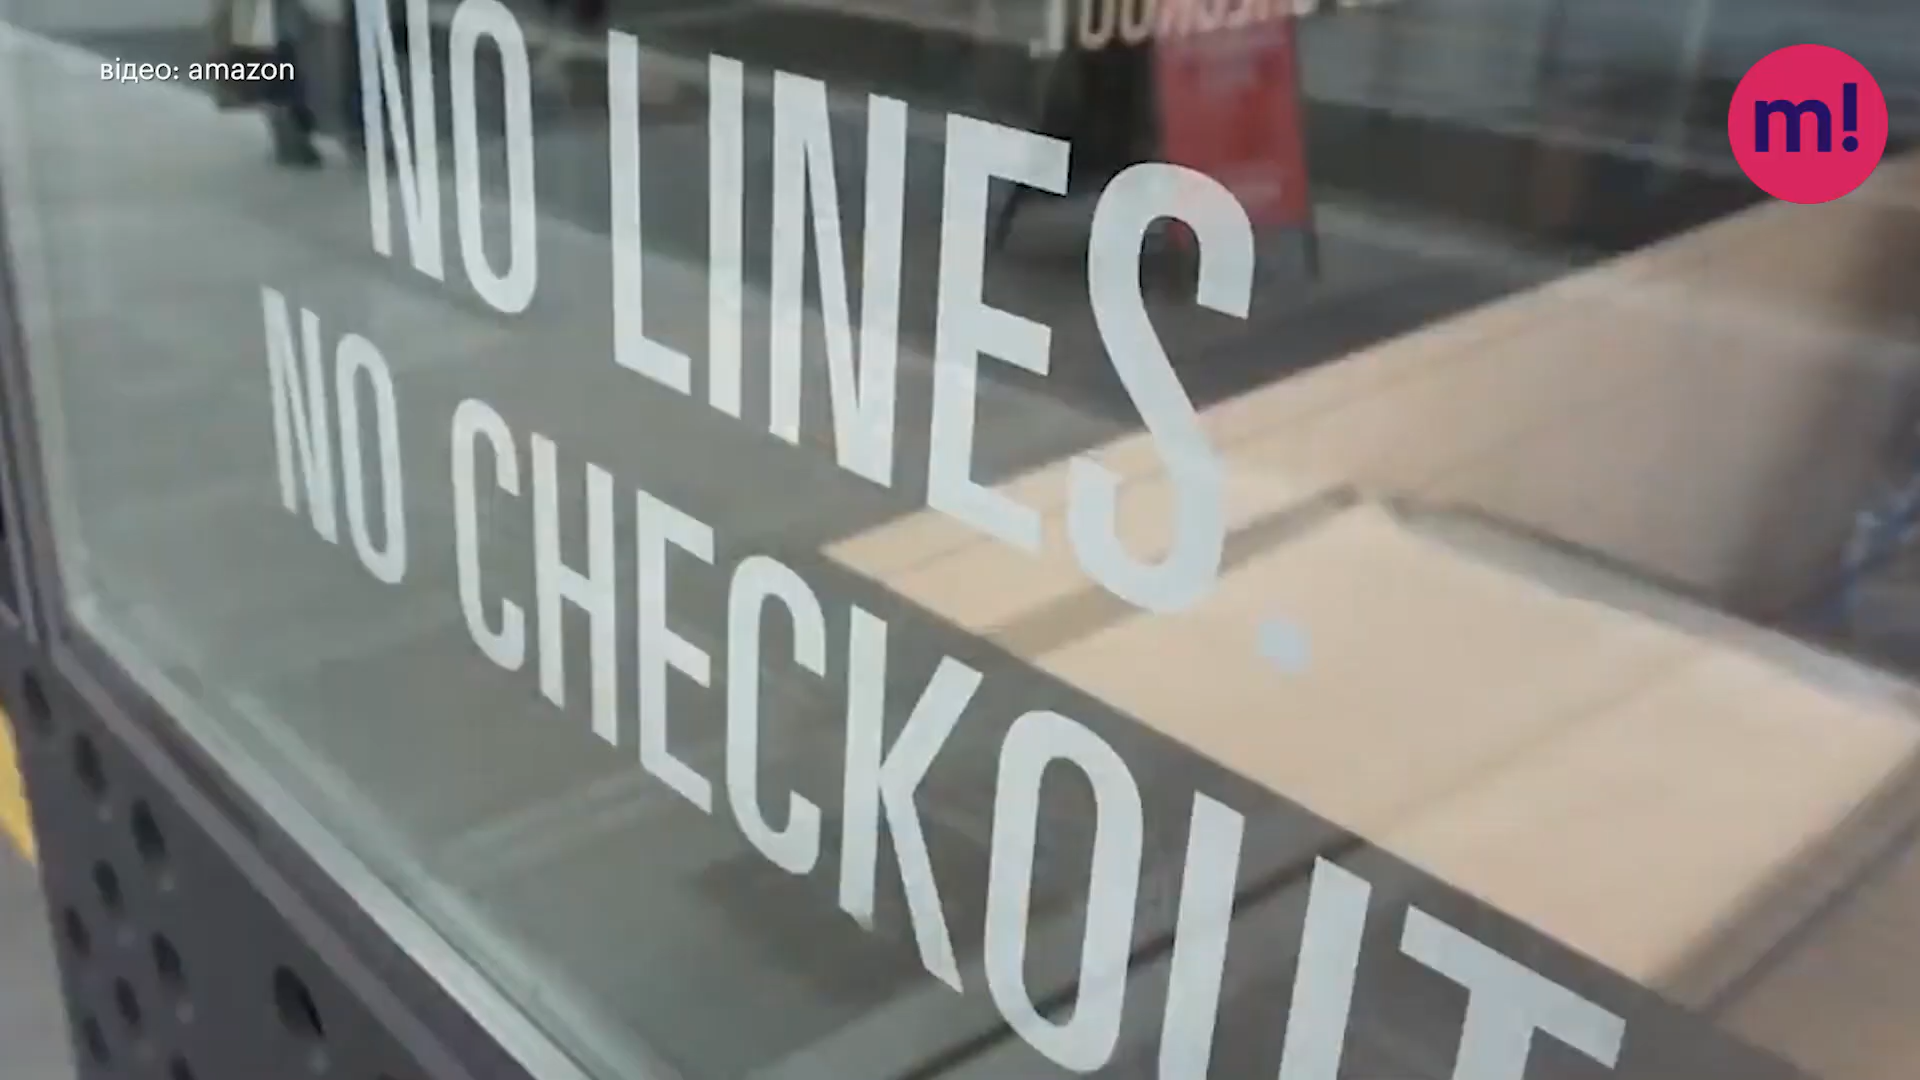 відео: amazon
m!
NO LINES.
NO CHECKOUT